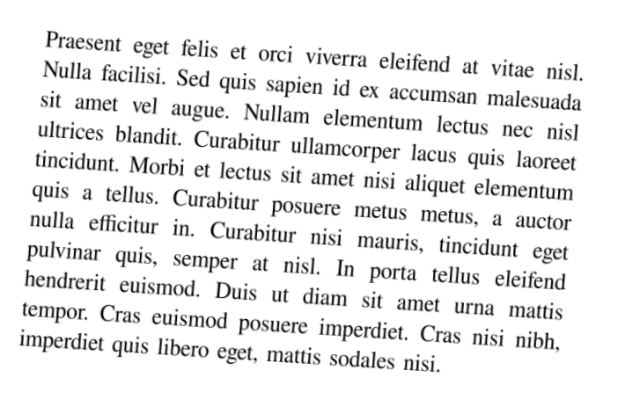 Praesent eget felis et orci viverra eleifend at vitae nisl.
Nulla facilisi. Sed quis sapien id ex accumsan malesuada
sit amet vel augue. Nullam elementum lectus nec nisl
ultrices blandit. Curabitur ullamcorper lacus quis laoreet
tincidunt. Morbi et lectus sit amet nisi aliquet elementum
quis a tellus. Curabitur posuere metus metus, a auctor
nulla efficitur in. Curabitur nisi mauris, tincidunt eget
pulvinar quis, semper at nisl. In porta tellus eleifend
hendrerit euismod. Duis ut diam sit amet urna mattis
tempor. Cras euismod posuere imperdiet. Cras nisi nibh,
imperdiet quis libero eget, mattis sodales nisi.